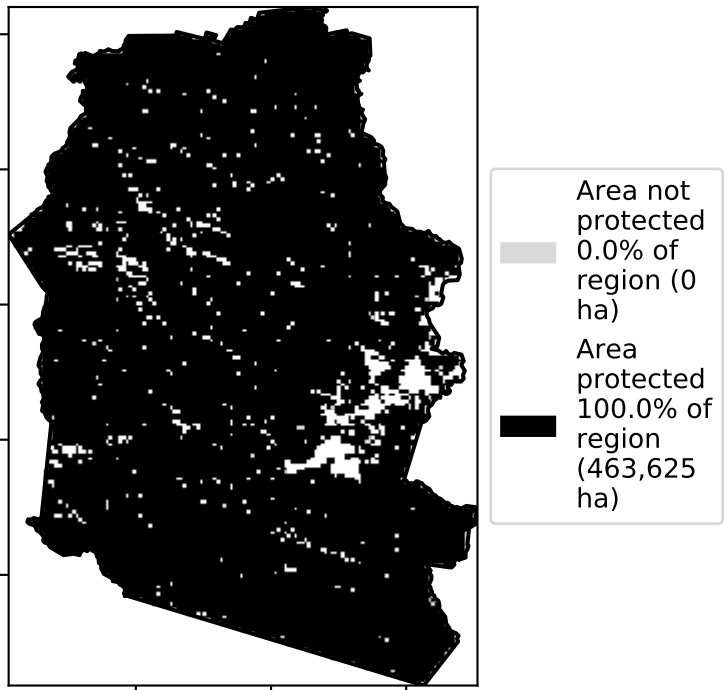 Area not
protected
0.0% of
region (0
ha)
Area
protected
100.0% of
region
(463,625
ha)